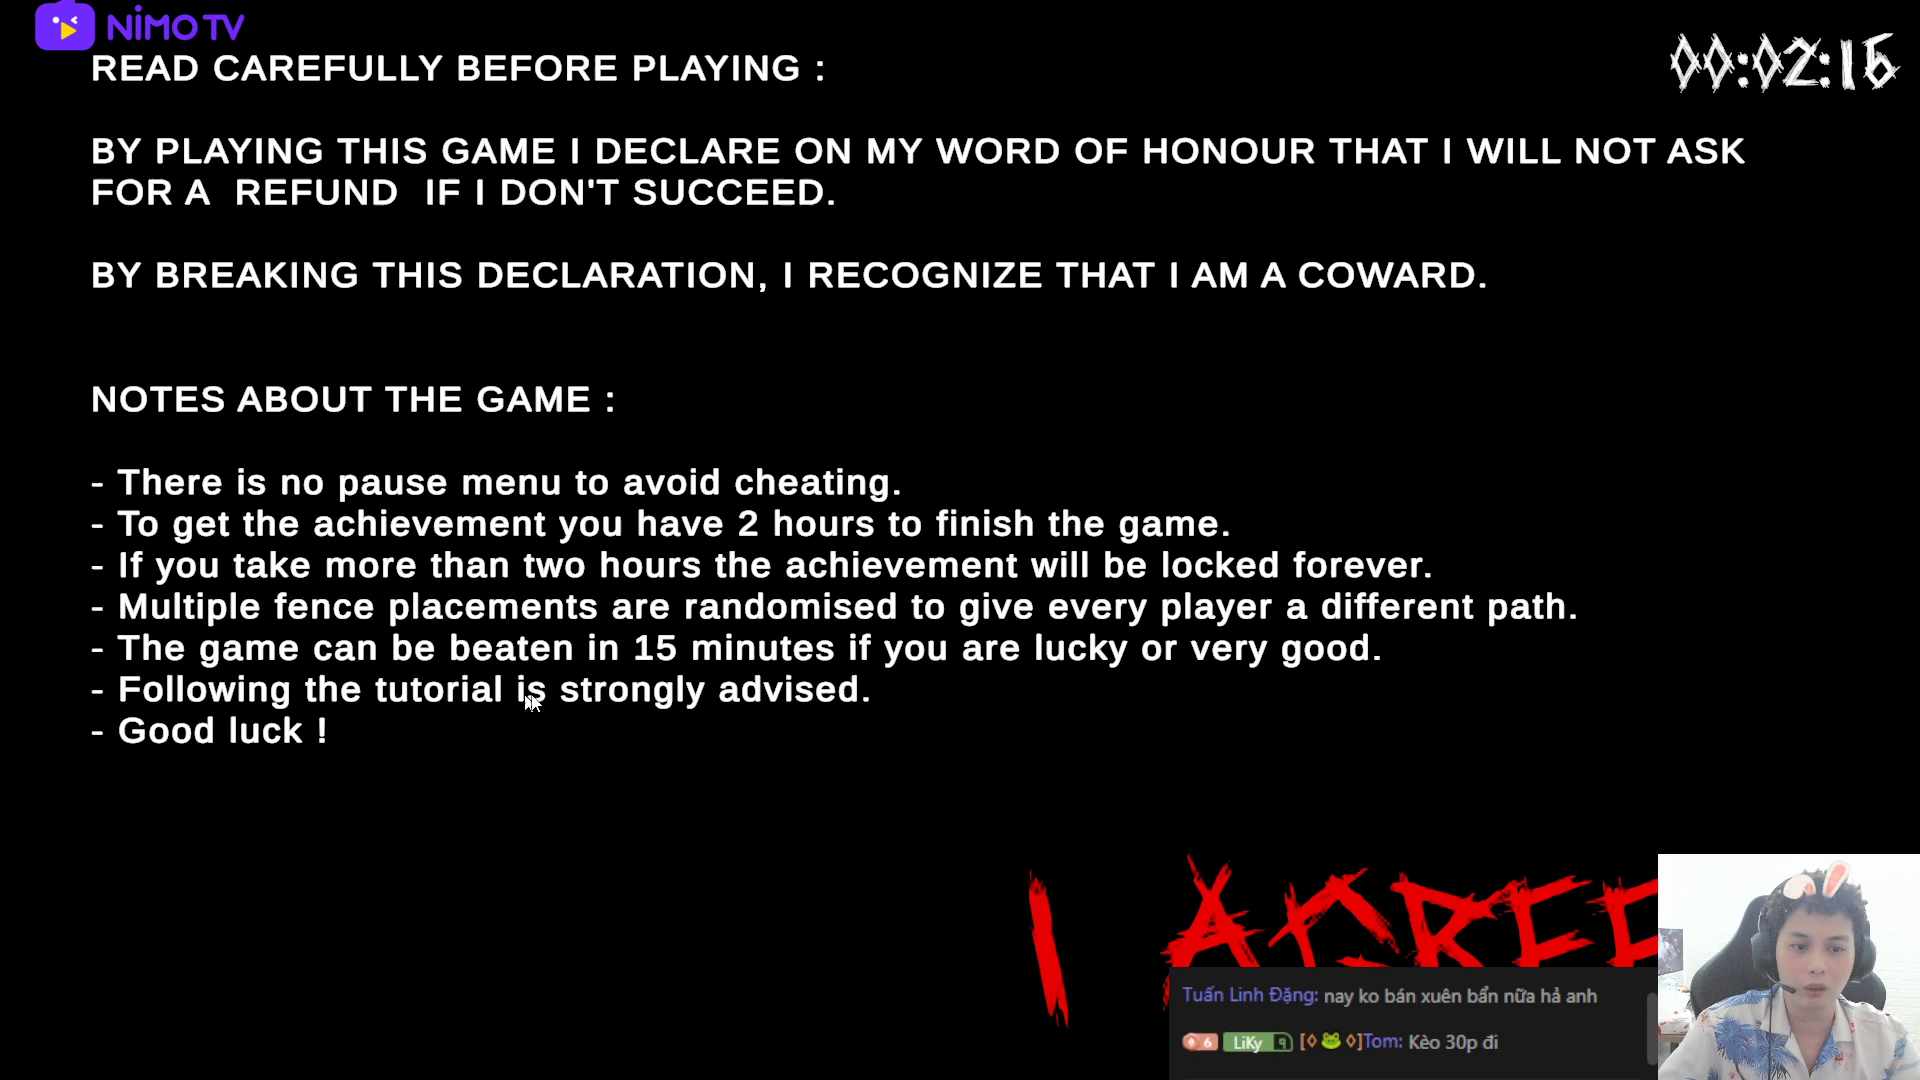 NIMO TV
00:02:16
READ CAREFULLY BEFORE PLAYING :
BY PLAYING THIS GAME I DECLARE ON MY WORD OF HONOUR THAT I WILL NOT ASK
FOR A REFUND IF I DON'T SUCCEED.
BY BREAKING THIS DECLARATION, I RECOGNIZE THAT I AM A COWARD.
NOTES ABOUT THE GAME :
- There is no pause menu to avoid cheating.
- To get the achievement you have 2 hours to finish the game.
- If you take more than two hours the achievement will be locked forever.
- Multiple fence placements are randomised to give every player a different path.
- The game can be beaten in 15 minutes if you are lucky or very good.
- Following the tutorial is strongly advised.
- Good luck !
I AGREE
Tuấn Linh Đặng: nay ko bán xuên bẩn nữa hả anh
6 LiKy 9 [◊🐸◊]Tom: Kèo 30p đi